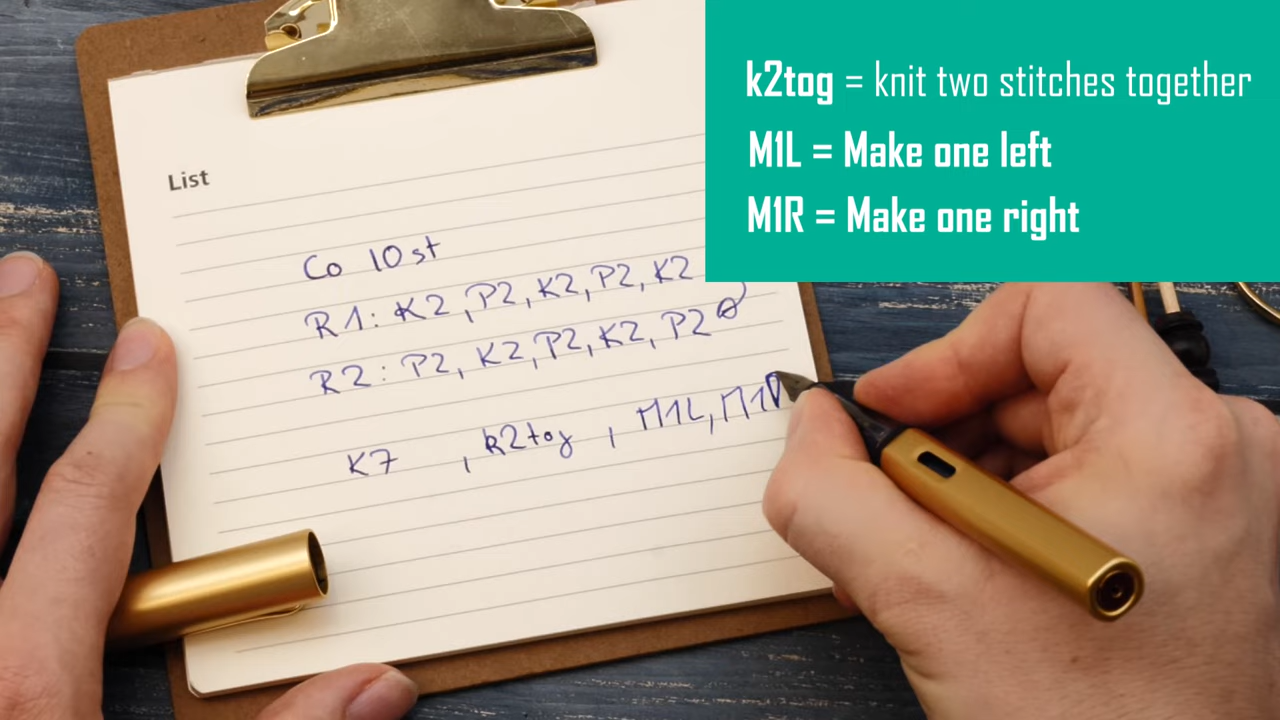 k2tog = knit two stitches together
M1L = Make one left
M1R = Make one right
List
Co 10st
R1: K2, P2, K2, P2, K2
R2: P2, K2, P2, K2, P2
K7 , k2tog , M1L, M1R